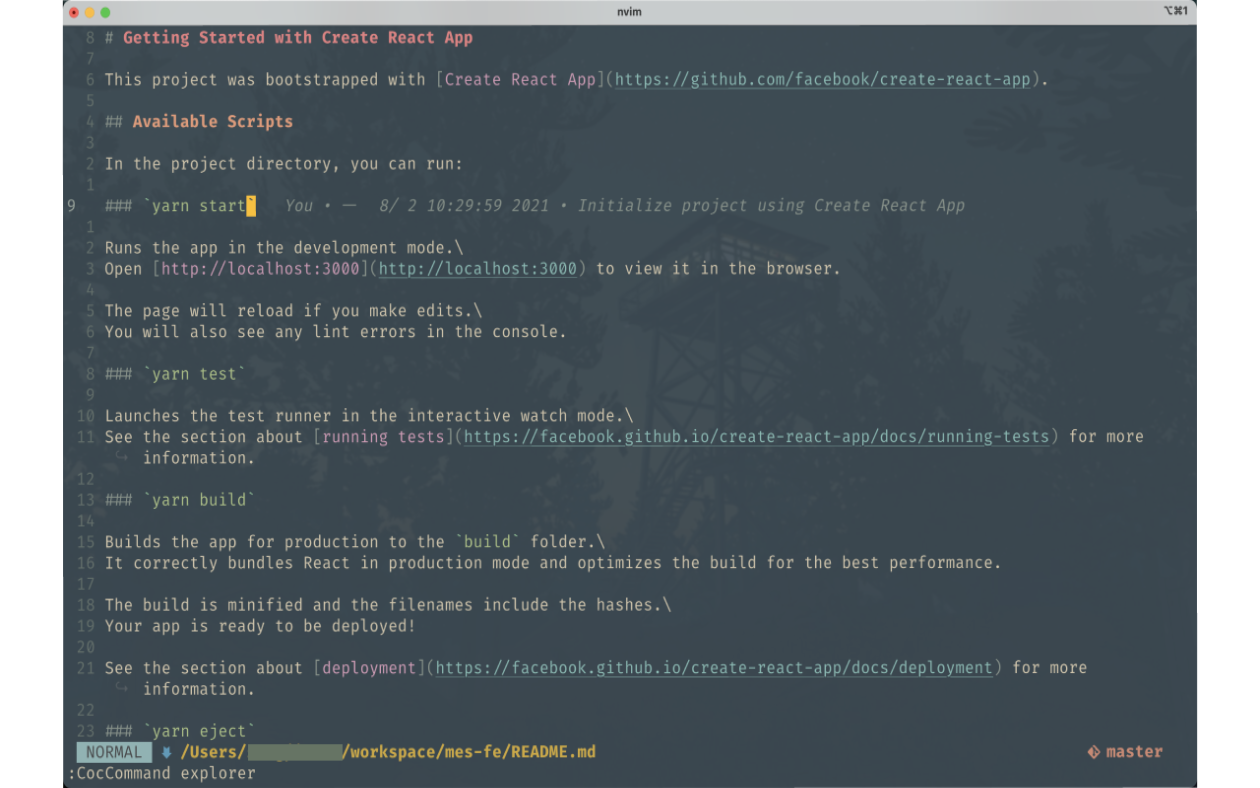 nvim
⌥⌘1
8 # Getting Started with Create React App
7
6 This project was bootstrapped with [Create React App](https://github.com/facebook/create-react-app).
5
4 ## Available Scripts
3
2 In the project directory, you can run:
1
9 ### `yarn start` You • — 8/ 2 10:29:59 2021 • Initialize project using Create React App
1
2 Runs the app in the development mode.\
3 Open [http://localhost:3000](http://localhost:3000) to view it in the browser.
4
5 The page will reload if you make edits.\
6 You will also see any lint errors in the console.
7
8 ### `yarn test`
9
10 Launches the test runner in the interactive watch mode.\
11 See the section about [running tests](https://facebook.github.io/create-react-app/docs/running-tests) for more
↪ information.
12
13 ### `yarn build`
14
15 Builds the app for production to the `build` folder.\
16 It correctly bundles React in production mode and optimizes the build for the best performance.
17
18 The build is minified and the filenames include the hashes.\
19 Your app is ready to be deployed!
20
21 See the section about [deployment](https://facebook.github.io/create-react-app/docs/deployment) for more
↪ information.
22
23 ### `yarn eject`
NORMAL /Users/ /workspace/mes-fe/README.md master
:CocCommand explorer